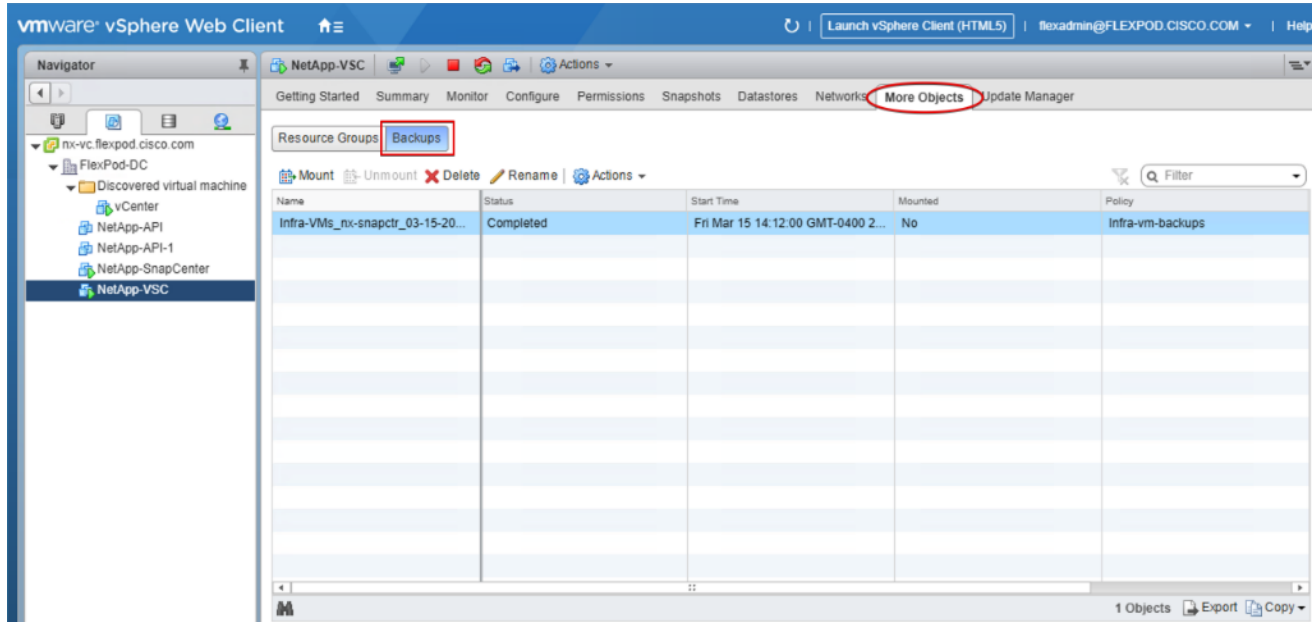 vmware® vSphere Web Client
Launch vSphere Client (HTML5) | flexadmin@FLEXPOD.CISCO.COM | Help
Navigator
NetApp-VSC Actions
Getting Started Summary Monitor Configure Permissions Snapshots Datastores Networks More Objects Update Manager
nx-vc.flexpod.cisco.com
FlexPod-DC
Discovered virtual machine
vCenter
NetApp-API
NetApp-API-1
NetApp-SnapCenter
NetApp-VSC
Resource Groups Backups
Mount Unmount Delete Rename | Actions
Filter
Name Status Start Time Mounted Policy
Infra-VMs_nx-snapctr_03-15-20... Completed Fri Mar 15 14:12:00 GMT-0400 2... No Infra-vm-backups
1 Objects Export Copy